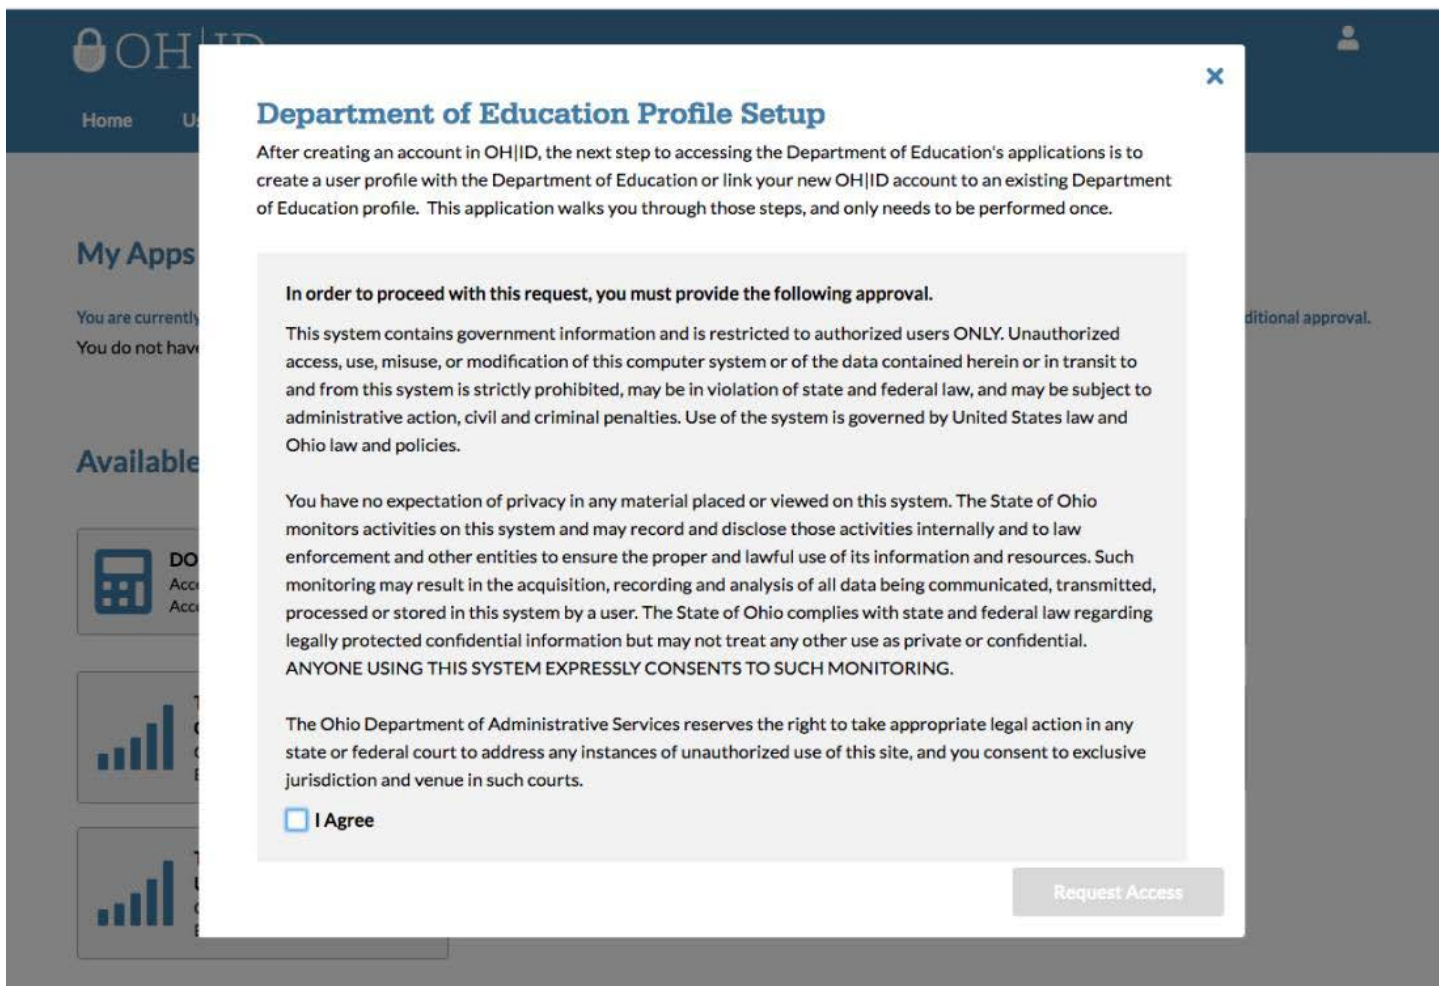 OH|ID
Home
Department of Education Profile Setup
After creating an account in OH|ID, the next step to accessing the Department of Education's applications is to
create a user profile with the Department of Education or link your new OH|ID account to an existing Department
of Education profile. This application walks you through those steps, and only needs to be performed once.
My Apps
You are currently
ditional approval.
You do not have
In order to proceed with this request, you must provide the following approval.
This system contains government information and is restricted to authorized users ONLY. Unauthorized
access, use, misuse, or modification of this computer system or of the data contained herein or in transit to
and from this system is strictly prohibited, may be in violation of state and federal law, and may be subject to
administrative action, civil and criminal penalties. Use of the system is governed by United States law and
Ohio law and policies.
Available
You have no expectation of privacy in any material placed or viewed on this system. The State of Ohio
monitors activities on this system and may record and disclose those activities internally and to law
enforcement and other entities to ensure the proper and lawful use of its information and resources. Such
monitoring may result in the acquisition, recording and analysis of all data being communicated, transmitted,
processed or stored in this system by a user. The State of Ohio complies with state and federal law regarding
legally protected confidential information but may not treat any other use as private or confidential.
ANYONE USING THIS SYSTEM EXPRESSLY CONSENTS TO SUCH MONITORING.
DO
The Ohio Department of Administrative Services reserves the right to take appropriate legal action in any
state or federal court to address any instances of unauthorized use of this site, and you consent to exclusive
jurisdiction and venue in such courts.
I Agree
Request Access